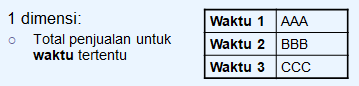 1 dimensi:
○ Total penjualan untuk
waktu tertentu
Waktu 1 AAA
Waktu 2 BBB
Waktu 3 CCC